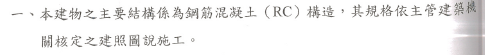 一、本建物之主要結構係為鋼筋混凝土（RC）構造，其規格依主管建築機
關核定之建照圖說施工。